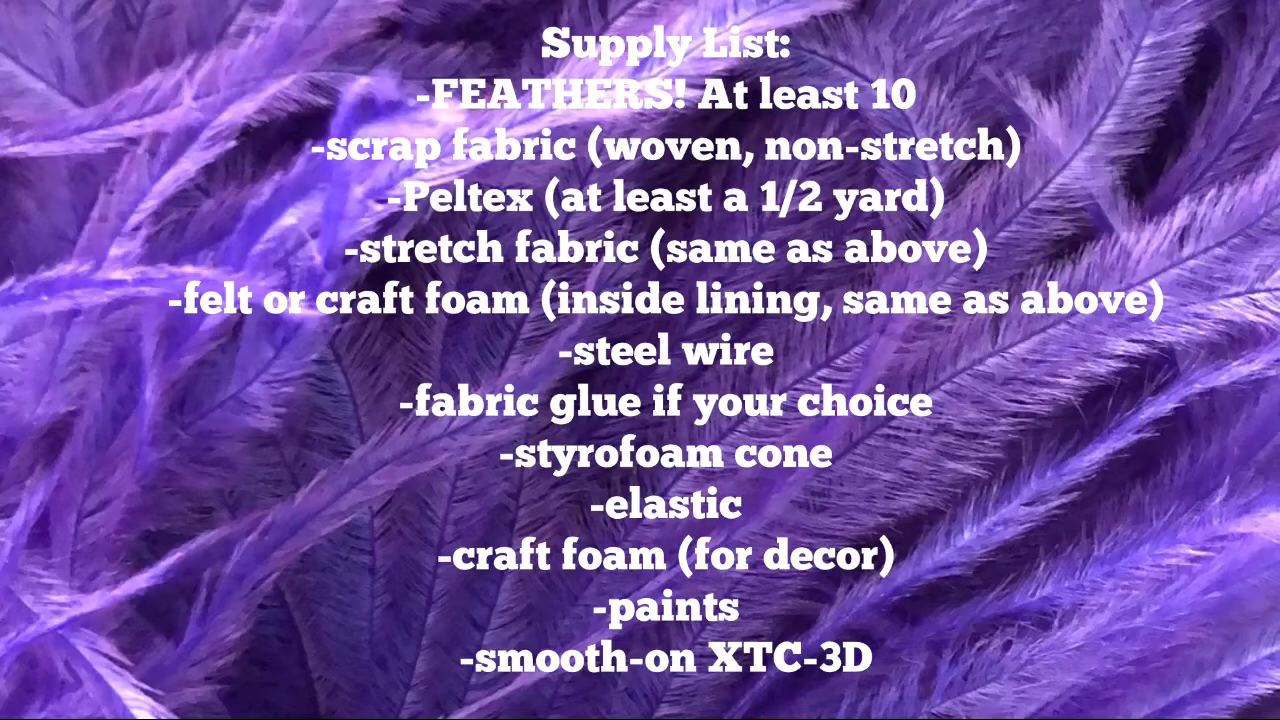 Supply List:
-FEATHERS! At least 10
-scrap fabric (woven, non-stretch)
-Peltex (at least a 1/2 yard)
-stretch fabric (same as above)
-felt or craft foam (inside lining, same as above)
-steel wire
-fabric glue if your choice
-styrofoam cone
-elastic
-craft foam (for decor)
-paints
-smooth-on XTC-3D